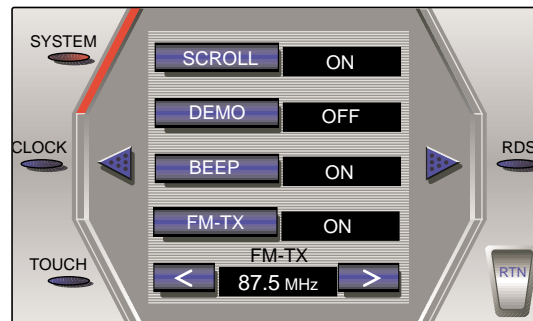 SYSTEM
SCROLL ON
DEMO OFF
CLOCK
RDS
BEEP ON
FM-TX ON
TOUCH
FM-TX
< 87.5 MHz >
RTN